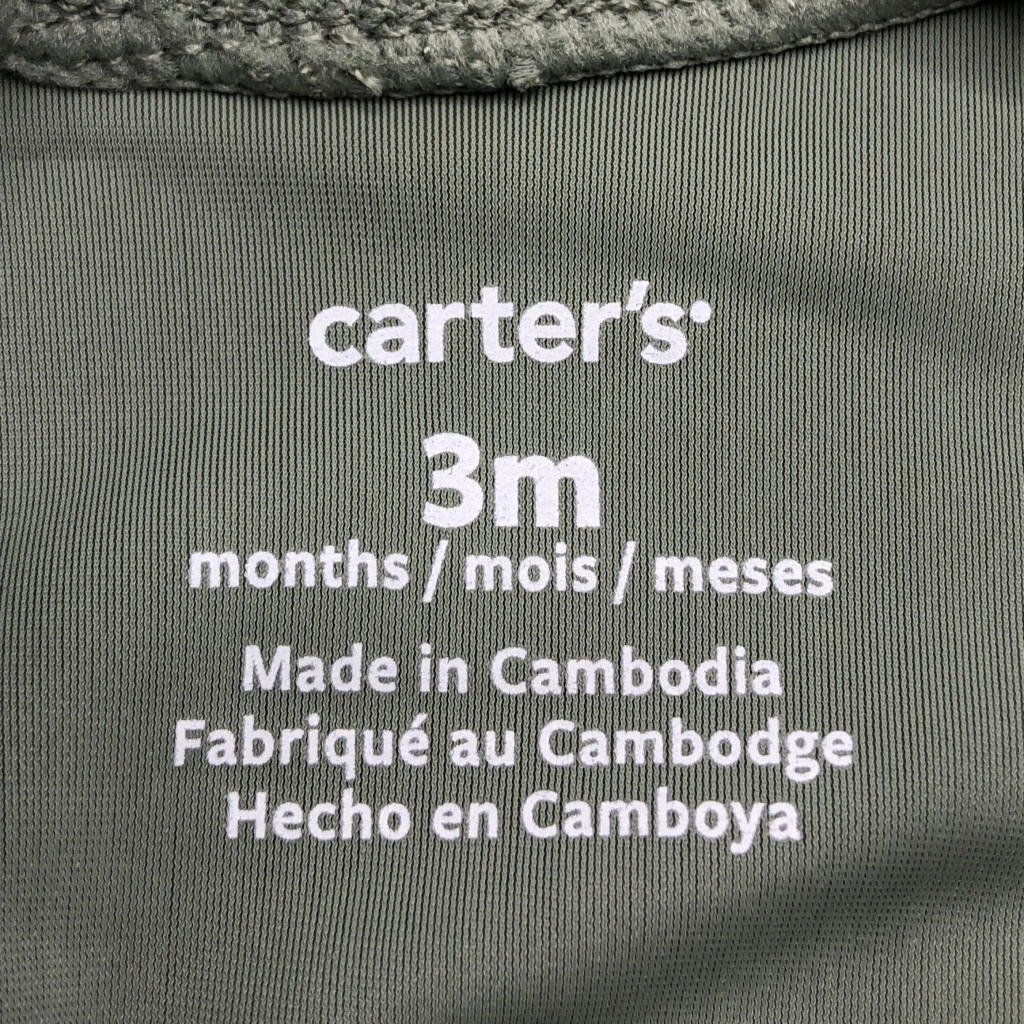 carter's
3m
months / mois / meses
Made in Cambodia
Fabriqué au Cambodge
Hecho en Camboya